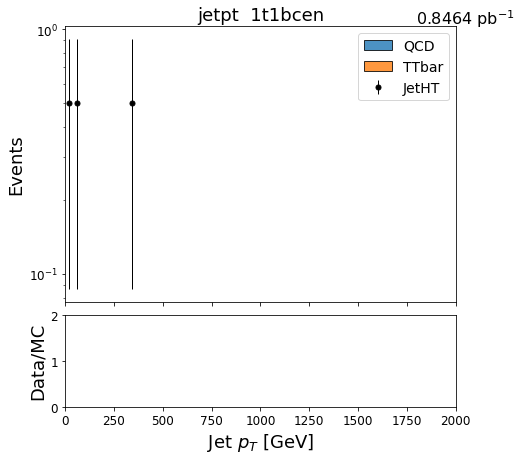 jetpt 1t1bcen
0.8464 pb⁻¹
QCD
TTbar
JetHT
Events
10⁰
10⁻¹
Data/MC
2
1
0
0 250 500 750 1000 1250 1500 1750 2000
Jet p_T [GeV]